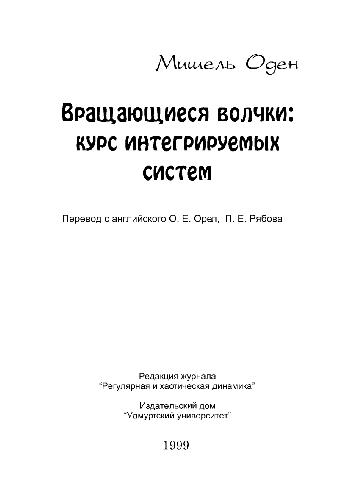 Мишель Оден
Вращающиеся волчки:
курс интегрируемых
систем
Перевод с английского О. Е. Орел, П. Е. Рябова
Редакция журнала
"Регулярная и хаотическая динамика"
Издательский дом
"Удмуртский университет"
1999